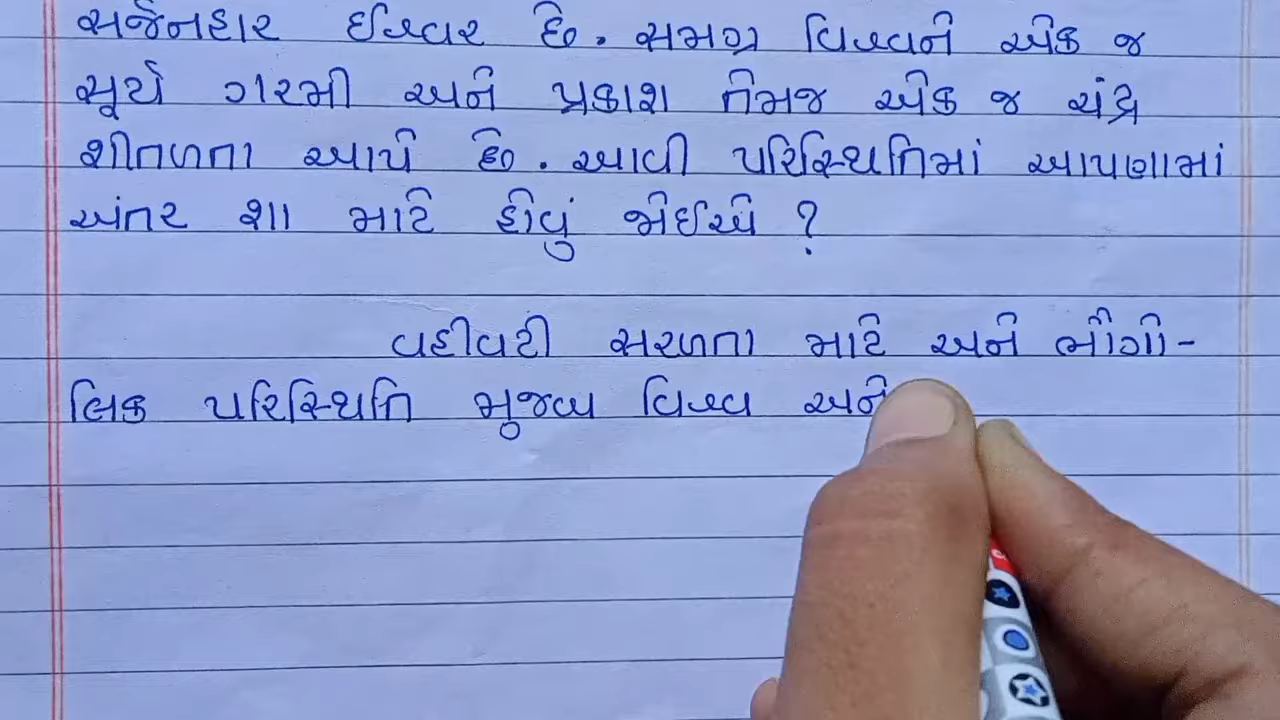 સર્જનહાર ઈશ્વર છે. સમગ્ર વિશ્વને એક જ
સૂર્ય ગરમી અને પ્રકાશ તેમજ એક જ ચંદ્ર
શીતળતા આપે છે. આવી પરિસ્થિતિમાં આપણામાં
અંતર શા માટે હોવું જોઈએ ?
વહીવટી સરળતા માટે અને ભૌગો-
લિક પરિસ્થિતિ મુજબ વિશ્વ અને